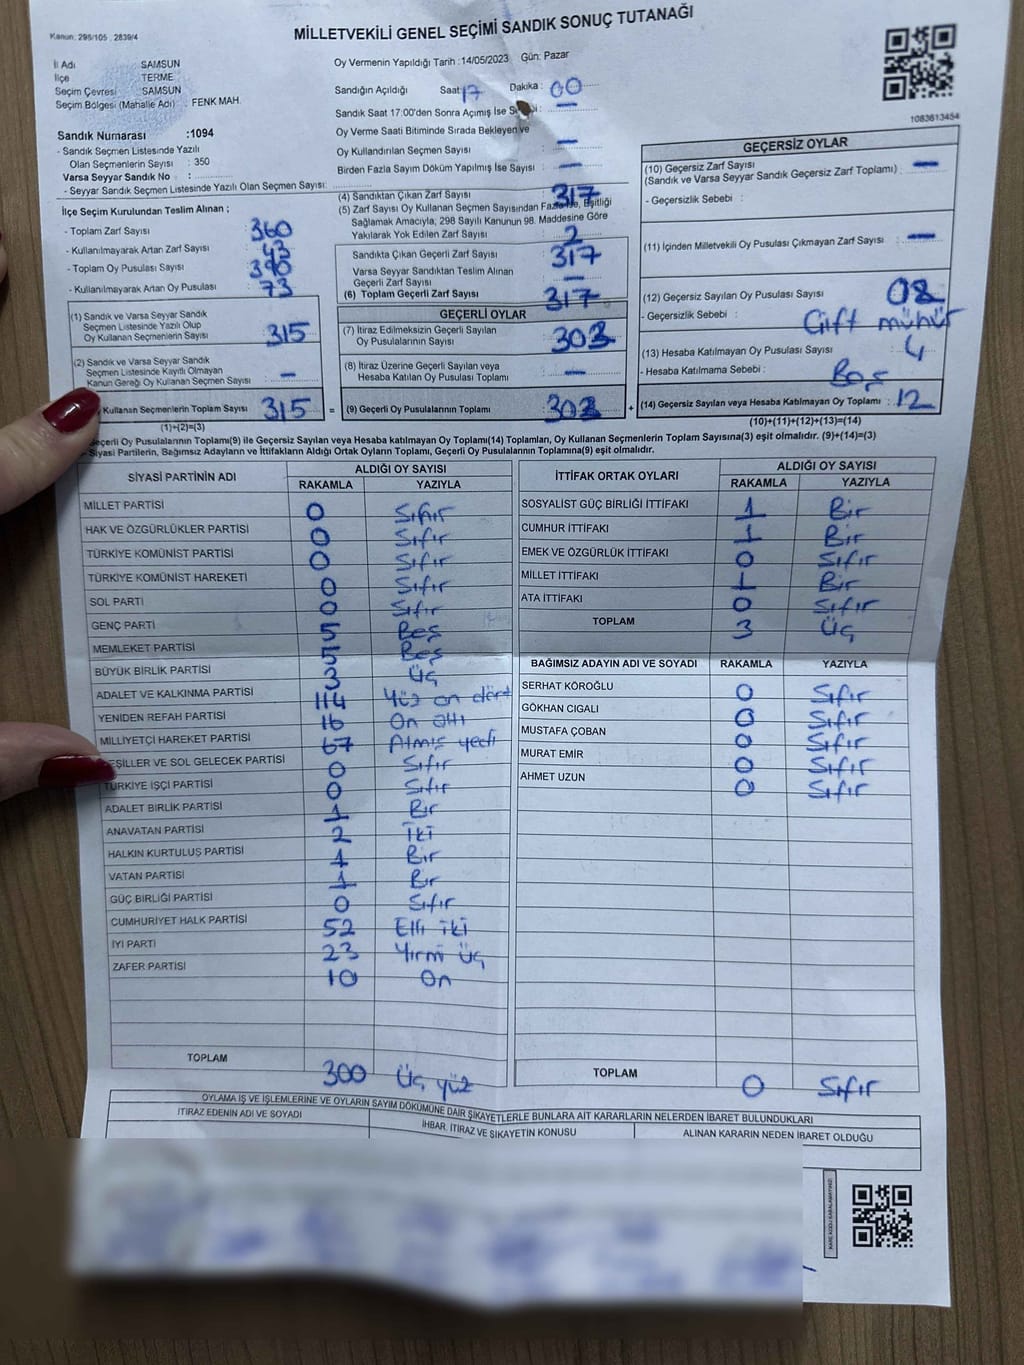 Kanun: 298/105 , 2839/4
MİLLETVEKİLİ GENEL SEÇİMİ SANDIK SONUÇ TUTANAĞI
İl Adı SAMSUN
İlçe TERME
Seçim Çevresi SAMSUN
Seçim Bölgesi (Mahalle Adı) : FENK MAH.
Sandık Numarası :1094
- Sandık Seçmen Listesinde Yazılı
Olan Seçmenlerin Sayısı : 350
Varsa Seyyar Sandık No :
- Seyyar Sandık Seçmen Listesinde Yazılı Olan Seçmen Sayısı:
Oy Vermenin Yapıldığı Tarih :14/05/2023 Gün: Pazar
Sandığın Açıldığı Saat 17 Dakika : 00
Sandık Saat 17:00'den Sonra Açımış İse :
Oy Verme Saati Bitiminde Sırada Bekleyen ve
Oy Kullandırılan Seçmen Sayısı : —
Birden Fazla Sayım Döküm Yapılmış İse Sayısı : —
1083613454
İlçe Seçim Kurulundan Teslim Alınan ;
- Toplam Zarf Sayısı : 360
- Kullanılmayarak Artan Zarf Sayısı : 43
- Toplam Oy Pusulası Sayısı : 390
- Kullanılmayarak Artan Oy Pusulası : 73
(1) Sandık ve Varsa Seyyar Sandık
Seçmen Listesinde Yazılı Olup
Oy Kullanan Seçmenlerin Sayısı : 315
(2) Sandık ve Varsa Seyyar Sandık
Seçmen Listesinde Kayıtlı Olmayan
Kanun Gereği Oy Kullanan Seçmen Sayısı : —
Kullanan Seçmenlerin Toplam Sayısı : 315 =
(1)+(2)=(3)
(4) Sandıktan Çıkan Zarf Sayısı : 317
(5) Zarf Sayısı Oy Kullanan Seçmen Sayısından Fazla ise, Eşitliği
Sağlamak Amacıyla, 298 Sayılı Kanunun 98. Maddesine Göre
Yakılarak Yok Edilen Zarf Sayısı : 2
Sandıkta Çıkan Geçerli Zarf Sayısı : 317
Varsa Seyyar Sandıktan Teslim Alınan
Geçerli Zarf Sayısı : —
(6) Toplam Geçerli Zarf Sayısı : 317
GEÇERLİ OYLAR
(7) İtiraz Edilmeksizin Geçerli Sayılan
Oy Pusulalarının Sayısı : 303
(8) İtiraz Üzerine Geçerli Sayılan veya
Hesaba Katılan Oy Pusulası Toplamı : —
(9) Geçerli Oy Pusulalarının Toplamı : 303 +
GEÇERSİZ OYLAR
(10) Geçersiz Zarf Sayısı : —
(Sandık ve Varsa Seyyar Sandık Geçersiz Zarf Toplamı)
- Geçersizlik Sebebi :
(11) İçinden Milletvekili Oy Pusulası Çıkmayan Zarf Sayısı : —
(12) Geçersiz Sayılan Oy Pusulası Sayısı : 08
- Geçersizlik Sebebi : Çift mühür
(13) Hesaba Katılmayan Oy Pusulası Sayısı : 4
- Hesaba Katılmama Sebebi : Boş
(14) Geçersiz Sayılan veya Hesaba Katılmayan Oy Toplamı : 12
(10)+(11)+(12)+(13)=(14)
Geçerli Oy Pusulalarının Toplamı(9) ile Geçersiz Sayılan veya Hesaba katılmayan Oy Toplamı(14) Toplamları, Oy Kullanan Seçmenlerin Toplam Sayısına(3) eşit olmalıdır. (9)+(14)=(3)
- Siyasi Partilerin, Bağımsız Adayların ve İttifakların Aldığı Ortak Oyların Toplamı, Geçerli Oy Pusulalarının Toplamına(9) eşit olmalıdır.
SİYASİ PARTİNİN ADI ALDIĞI OY SAYISI
RAKAMLA YAZIYLA
MİLLET PARTİSİ 0 Sıfır
HAK VE ÖZGÜRLÜKLER PARTİSİ 0 Sıfır
TÜRKİYE KOMÜNİST PARTİSİ 0 Sıfır
TÜRKİYE KOMÜNİST HAREKETİ 0 Sıfır
SOL PARTİ 0 Sıfır
GENÇ PARTİ 5 Beş
MEMLEKET PARTİSİ 5 Beş
BÜYÜK BİRLİK PARTİSİ 3 Üç
ADALET VE KALKINMA PARTİSİ 114 Yüz on dört
YENİDEN REFAH PARTİSİ 16 On altı
MİLLİYETÇİ HAREKET PARTİSİ 67 Atmış yedi
EŞİLLER VE SOL GELECEK PARTİSİ 0 Sıfır
TÜRKİYE İŞÇİ PARTİSİ 0 Sıfır
ADALET BİRLİK PARTİSİ 1 Bir
ANAVATAN PARTİSİ 2 İki
HALKIN KURTULUŞ PARTİSİ 1 Bir
VATAN PARTİSİ 1 Bir
GÜÇ BİRLİĞİ PARTİSİ 0 Sıfır
CUMHURİYET HALK PARTİSİ 52 Elli iki
İYİ PARTİ 23 Yirmi üç
ZAFER PARTİSİ 10 On
TOPLAM 300 Üç yüz
İTTİFAK ORTAK OYLARI ALDIĞI OY SAYISI
RAKAMLA YAZIYLA
SOSYALİST GÜÇ BİRLİĞİ İTTİFAKI 1 Bir
CUMHUR İTTİFAKI 1 Bir
EMEK VE ÖZGÜRLÜK İTTİFAKI 0 Sıfır
MİLLET İTTİFAKI 1 Bir
ATA İTTİFAKI 0 Sıfır
TOPLAM 3 Üç
BAĞIMSIZ ADAYIN ADI VE SOYADI RAKAMLA YAZIYLA
SERHAT KÖROĞLU 0 Sıfır
GÖKHAN CIGALI 0 Sıfır
MUSTAFA ÇOBAN 0 Sıfır
MURAT EMİR 0 Sıfır
AHMET UZUN 0 Sıfır
TOPLAM 0 Sıfır
OYLAMA İŞ VE İŞLEMLERİNE VE OYLARIN SAYIM DÖKÜMÜNE DAİR ŞİKAYETLERLE BUNLARA AİT KARARLARIN NELERDEN İBARET BULUNDUKLARI
İTİRAZ EDENİN ADI VE SOYADI İHBAR, İTİRAZ VE ŞİKAYETİN KONUSU ALINAN KARARIN NEDEN İBARET OLDUĞU
KARE KODU KARALAMAYINIZ!